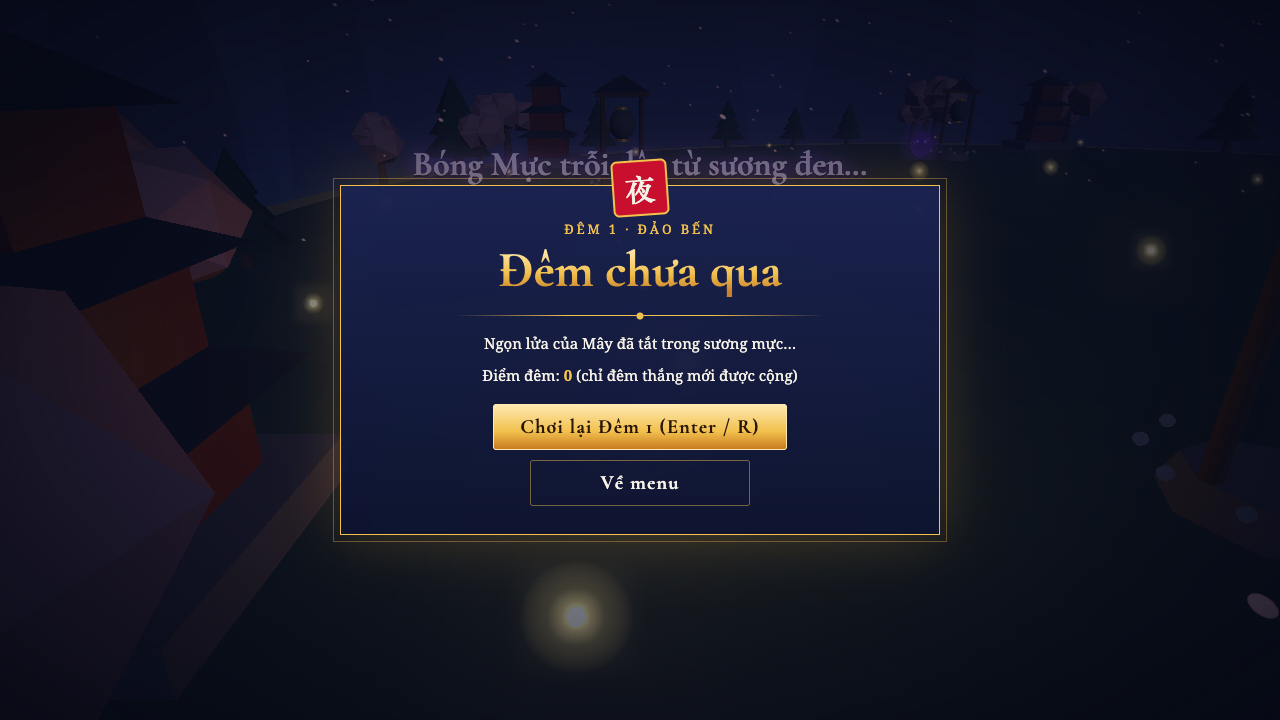 Bóng Mực trỗi từ sương đen...
夜
ĐÊM 1 · ĐẢO BẾN
Đêm chưa qua
Ngọn lửa của Mây đã tắt trong sương mực...
Điểm đêm: 0 (chỉ đêm thắng mới được cộng)
Chơi lại Đêm 1 (Enter / R)
Về menu